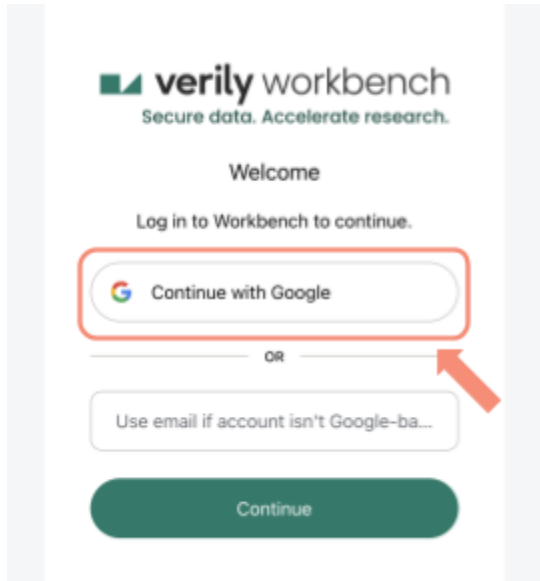 verily workbench
Secure data. Accelerate research.
Welcome
Log in to Workbench to continue.
Continue with Google
OR
Use email if account isn't Google-ba...
Continue